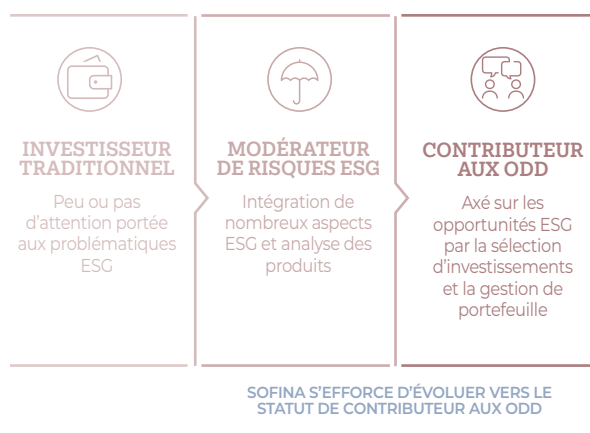 INVESTISSEUR
TRADITIONNEL
Peu ou pas
d’attention portée
aux problématiques
ESG
MODÉRATEUR
DE RISQUES ESG
Intégration de
nombreux aspects
ESG et analyse des
produits
CONTRIBUTEUR
AUX ODD
Axé sur les
opportunités ESG
par la sélection
d’investissements
et la gestion de
portefeuille
SOFINA S’EFFORCE D’ÉVOLUER VERS LE
STATUT DE CONTRIBUTEUR AUX ODD